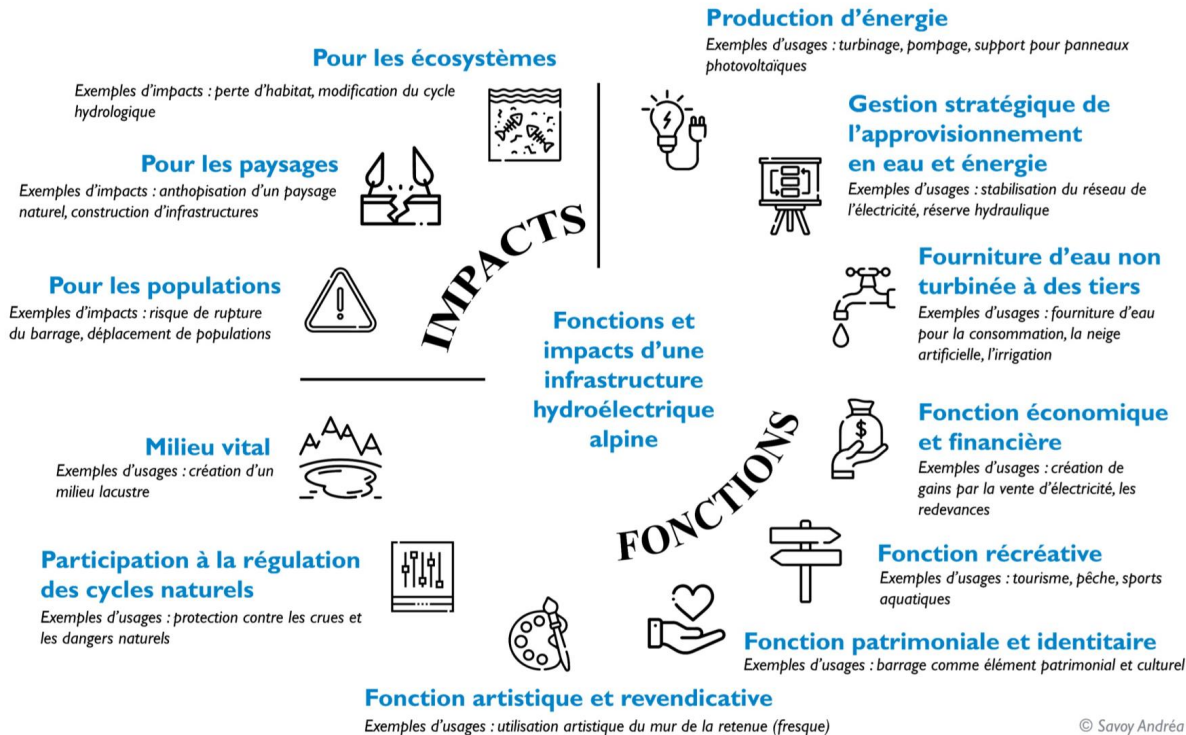 Production d'énergie
Exemples d'usages : turbinage, pompage, support pour panneaux
photovoltaïques
Pour les écosystèmes
Exemples d'impacts : perte d'habitat, modification du cycle
hydrologique
Gestion stratégique de
l'approvisionnement
en eau et énergie
Exemples d'usages : stabilisation du réseau de
l'électricité, réserve hydraulique
Pour les paysages
Exemples d'impacts : anthopisation d'un paysage
naturel, construction d'infrastructures
IMPACTS
Fourniture d'eau non
turbinée à des tiers
Exemples d'usages : fourniture d'eau
pour la consommation, la neige
artificielle, l'irrigation
Pour les populations
Exemples d'impacts : risque de rupture
du barrage, déplacement de populations
Fonctions et
impacts d'une
infrastructure
hydroélectrique
alpine
Fonction économique
et financière
Exemples d'usages : création de
gains par la vente d'électricité, les
redevances
$
Milieu vital
Exemples d'usages : création d'un
milieu lacustre
FONCTIONS
Fonction récréative
Exemples d'usages : tourisme, pêche, sports
aquatiques
Participation à la régulation
des cycles naturels
Exemples d'usages : protection contre les crues et
les dangers naturels
Fonction patrimoniale et identitaire
Exemples d'usages : barrage comme élément patrimonial et culturel
Fonction artistique et revendicative
Exemples d'usages : utilisation artistique du mur de la retenue (fresque)
© Savoy Andréa